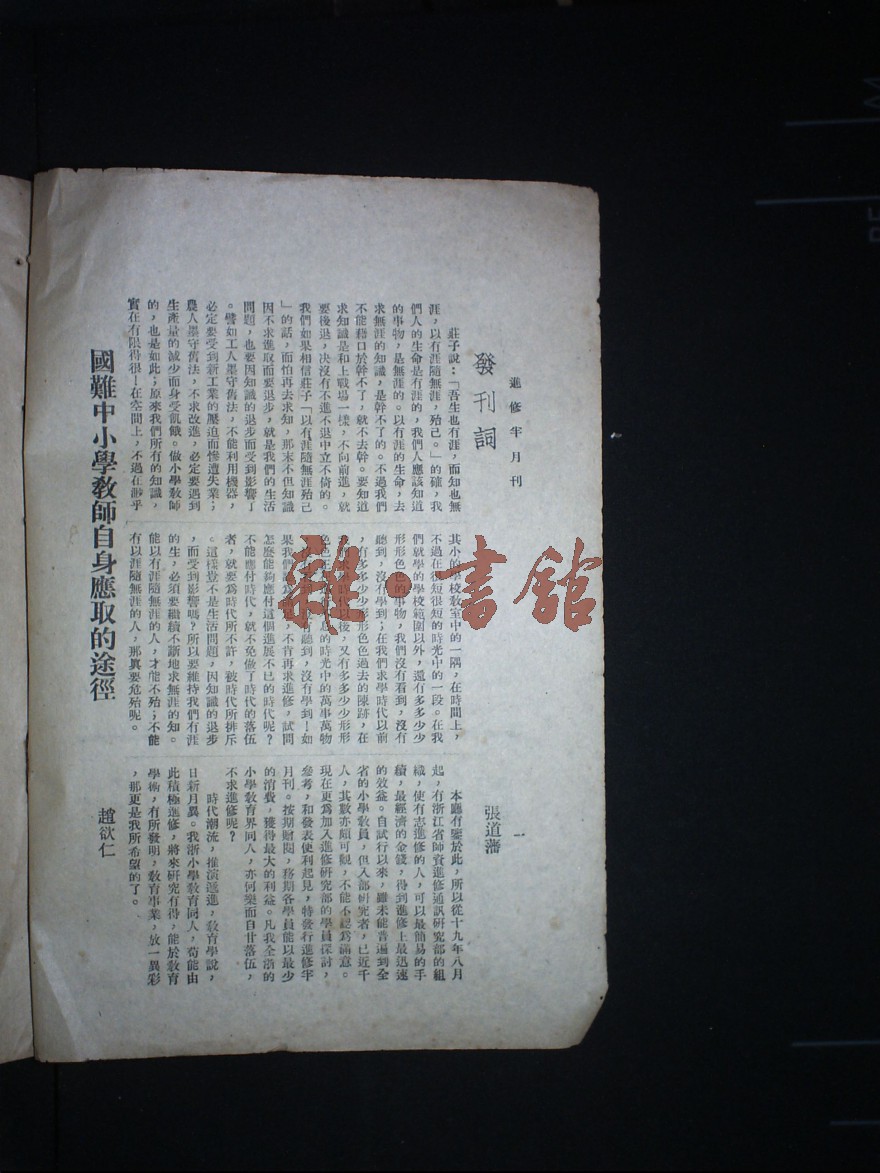 進修半月刊
一
發刊詞
張道藩
莊子說：「吾生也有涯，而知也無
涯，以有涯隨無涯，殆已。」的確，我
們人的生命是有涯的，我們人應該知道
的事物，是無涯的。以有涯的生命，去
求無涯的知識，是幹不了的。不過我們
不能藉口於幹不了，就不去幹。要知道
求知識是和上戰場一樣，不向前進，就
要後退，决沒有不進不退中立不倚的。
我們如果相信莊子「以有涯隨無涯殆已
」的話，而怕再去求知，那末不但知識
因不求進取而要退步，就是我們的生活
問題，也要因知識的退步而受到影響了
。譬如工人墨守舊法，不能利用機器，
必定要受到新工業的壓迫而慘遭失業；
農人墨守舊法，不求改進，必定要遇到
生產量的減少而身受飢餓。做小學教師
的，也是如此；原來我們所有的知識，
實在有限得很！在空間上，不過在渺乎
其小的學校教室中的一隅，在時間上，
不過在很短很短的時光中的一段。在我
們就學的學校範圍以外，還有多多少少
形形色色的事物，我們沒有看到，沒有
聽到，沒有學到；在我們求學時代以前
，有多多少少形形色色過去的陳跡，在
求學時代以後，又有多多少少形形
色色正在的時光中的萬事萬物
聽到，沒有學到！如
果我們不肯再求進修，試問
怎麼能夠應付這個進展不已的時代呢？
不能應付時代，就不免做了時代的落伍
者，就要為時代所不許，被時代所排斥
。這樣豈不是生活問題，因知識的退步
，而受到影響嗎？所以要維持我們有涯
的生，必須要繼續不斷地求無涯的知。
能以有涯隨無涯的人，才能不殆；不能
有以涯隨無涯的人，那真要危殆呢。
本廳有鑒於此，所以從十九年八月
起，有浙江省師資進修通訊研究部的組
織，使有志進修的人，可以最簡易的手
續，最經濟的金錢，得到進修上最迅速
的效益。自試行以來，雖未能普遍到全
省的小學教員，但入部研究者，已近千
人，其數亦頗可觀，不能不認為滿意。
現在更為加入進修研究部的學員探討，
參考，和發表便利起見，特發行進修半
月刊。按期贈閱，務期各學員能以最少
的消費，獲得最大的利益。凡我全浙的
小學教育界同人，亦何樂而自甘落伍，
不求進修呢？
時代潮流，推演遞進，教育學說，
日新月異。我浙小學教育同人，苟能由
此積極進修，將來研究有得，能於教育
學術，有所發明，教育事業，放一異彩
，那更是我所希望的了。
國難中小學教師自身應取的途徑
趙欲仁
雜·書館